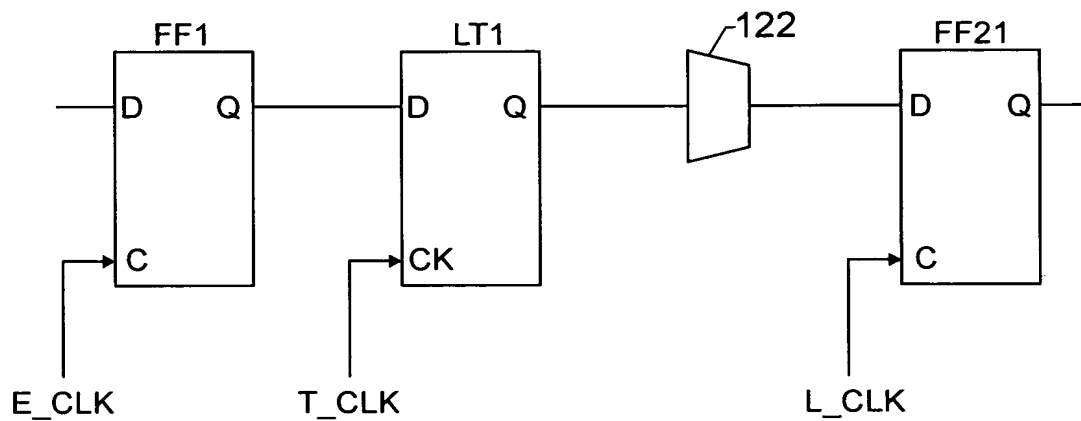 FF1 LT1 122 FF21
D Q D Q D Q
C CK C
E_CLK T_CLK L_CLK